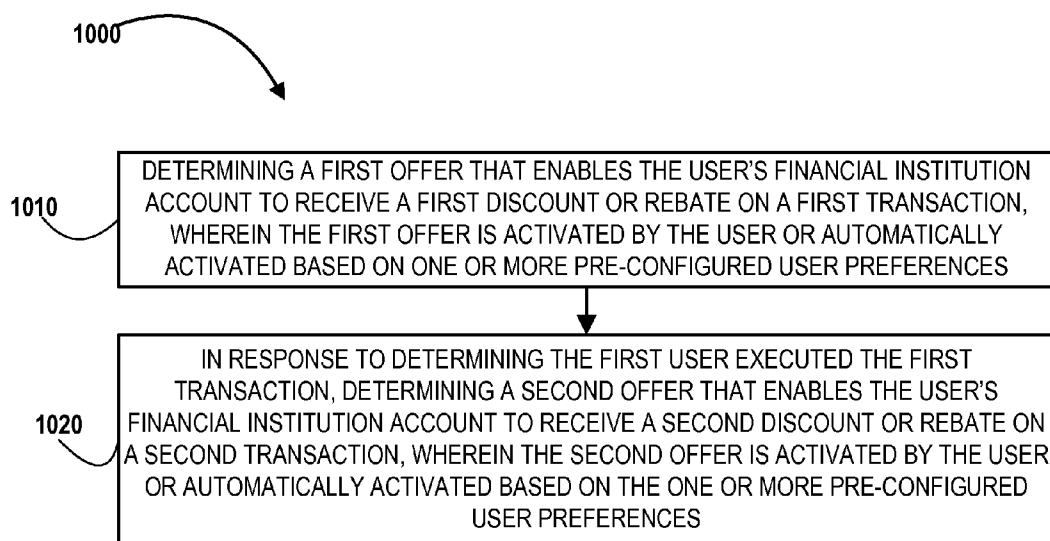 1000
1010
DETERMINING A FIRST OFFER THAT ENABLES THE USER'S FINANCIAL INSTITUTION
ACCOUNT TO RECEIVE A FIRST DISCOUNT OR REBATE ON A FIRST TRANSACTION,
WHEREIN THE FIRST OFFER IS ACTIVATED BY THE USER OR AUTOMATICALLY
ACTIVATED BASED ON ONE OR MORE PRE-CONFIGURED USER PREFERENCES
1020
IN RESPONSE TO DETERMINING THE FIRST USER EXECUTED THE FIRST
TRANSACTION, DETERMINING A SECOND OFFER THAT ENABLES THE USER'S
FINANCIAL INSTITUTION ACCOUNT TO RECEIVE A SECOND DISCOUNT OR REBATE ON
A SECOND TRANSACTION, WHEREIN THE SECOND OFFER IS ACTIVATED BY THE USER
OR AUTOMATICALLY ACTIVATED BASED ON THE ONE OR MORE PRE-CONFIGURED
USER PREFERENCES